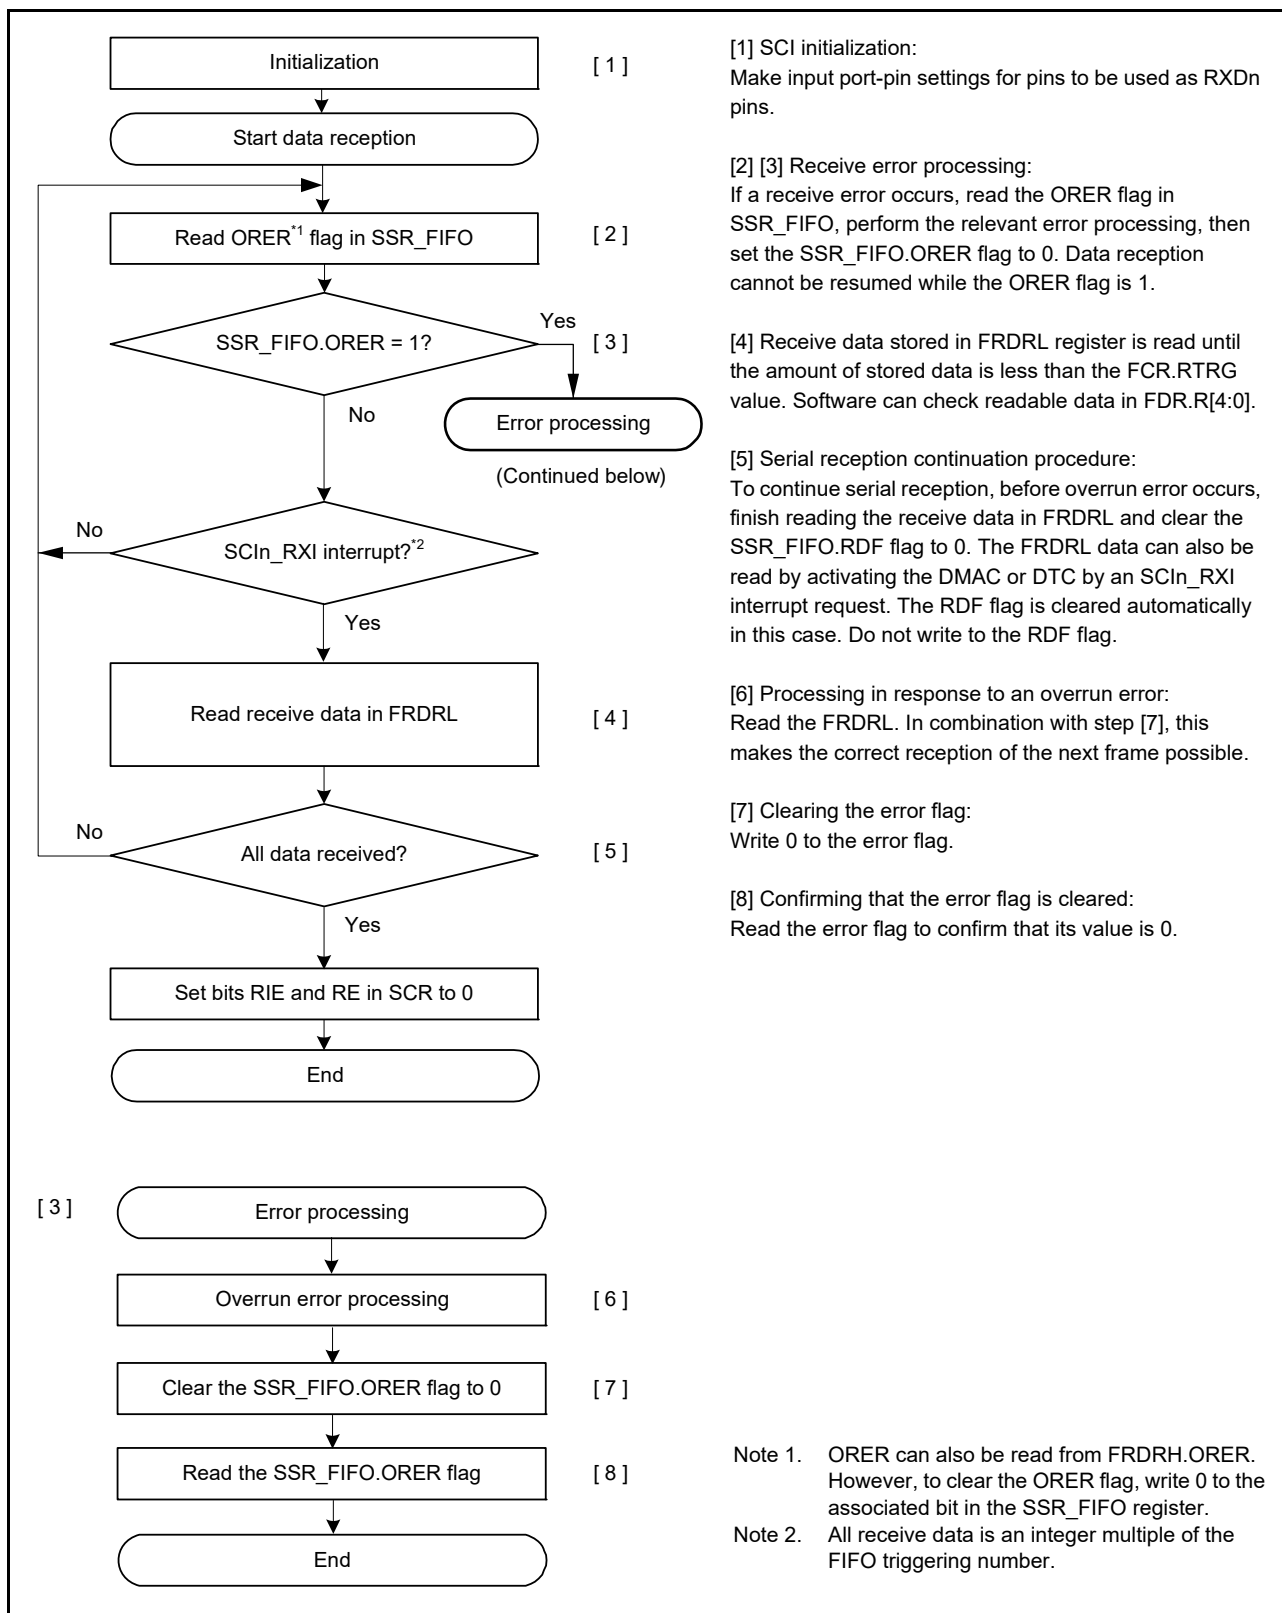 Initialization
[ 1 ]
Start data reception
Read ORER*1 flag in SSR_FIFO
[ 2 ]
SSR_FIFO.ORER = 1?
Yes
[ 3 ]
No
Error processing
(Continued below)
No
SCIn_RXI interrupt?*2
Yes
Read receive data in FRDRL
[ 4 ]
No
All data received?
[ 5 ]
Yes
Set bits RIE and RE in SCR to 0
End
[1] SCI initialization:
Make input port-pin settings for pins to be used as RXDn
pins.
[2] [3] Receive error processing:
If a receive error occurs, read the ORER flag in
SSR_FIFO, perform the relevant error processing, then
set the SSR_FIFO.ORER flag to 0. Data reception
cannot be resumed while the ORER flag is 1.
[4] Receive data stored in FRDRL register is read until
the amount of stored data is less than the FCR.RTRG
value. Software can check readable data in FDR.R[4:0].
[5] Serial reception continuation procedure:
To continue serial reception, before overrun error occurs,
finish reading the receive data in FRDRL and clear the
SSR_FIFO.RDF flag to 0. The FRDRL data can also be
read by activating the DMAC or DTC by an SCIn_RXI
interrupt request. The RDF flag is cleared automatically
in this case. Do not write to the RDF flag.
[6] Processing in response to an overrun error:
Read the FRDRL. In combination with step [7], this
makes the correct reception of the next frame possible.
[7] Clearing the error flag:
Write 0 to the error flag.
[8] Confirming that the error flag is cleared:
Read the error flag to confirm that its value is 0.
[ 3 ]
Error processing
Overrun error processing
[ 6 ]
Clear the SSR_FIFO.ORER flag to 0
[ 7 ]
Read the SSR_FIFO.ORER flag
[ 8 ]
End
Note 1. ORER can also be read from FRDRH.ORER.
However, to clear the ORER flag, write 0 to the
associated bit in the SSR_FIFO register.
Note 2. All receive data is an integer multiple of the
FIFO triggering number.